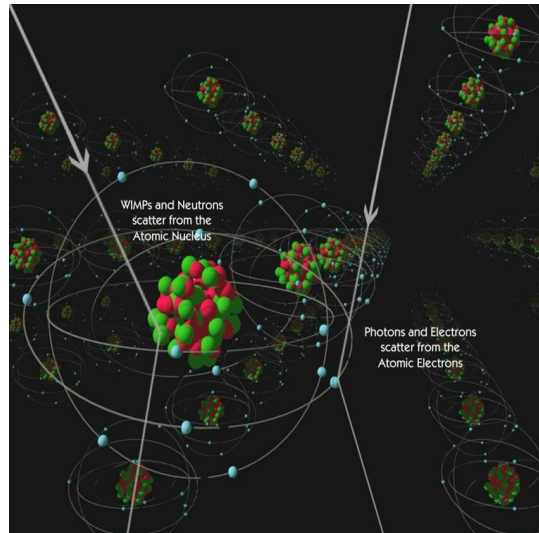 WIMPs and Neutrons
scatter from the
Atomic Nucleus
Photons and Electrons
scatter from the
Atomic Electrons